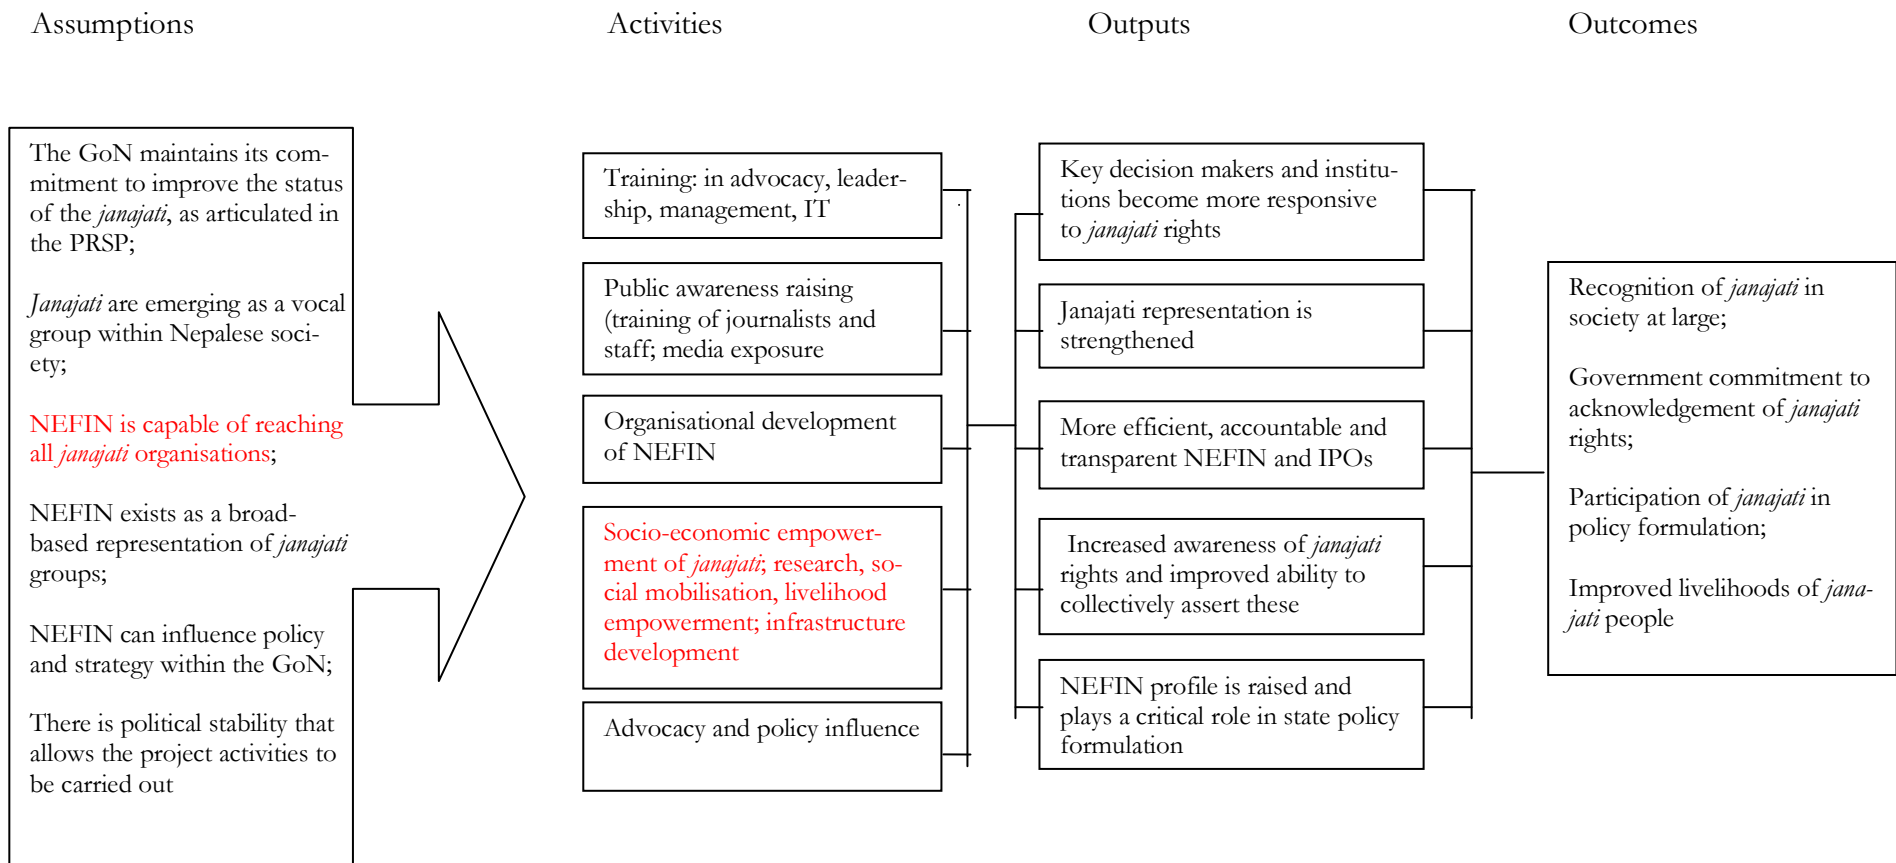 Assumptions
Activities
Outputs
Outcomes
The GoN maintains its com-
mitment to improve the status
of the janajati, as articulated in
the PRSP;
Janajati are emerging as a vocal
group within Nepalese soci-
ety;
NEFIN is capable of reaching
all janajati organisations;
NEFIN exists as a broad-
based representation of janajati
groups;
NEFIN can influence policy
and strategy within the GoN;
There is political stability that
allows the project activities to
be carried out
Training: in advocacy, leader-
ship, management, IT
Public awareness raising
(training of journalists and
staff; media exposure
Organisational development
of NEFIN
Socio-economic empower-
ment of janajati; research, so-
cial mobilisation, livelihood
empowerment; infrastructure
development
Advocacy and policy influence
Key decision makers and institu-
tions become more responsive
to janajati rights
Janajati representation is
strengthened
More efficient, accountable and
transparent NEFIN and IPOs
Increased awareness of janajati
rights and improved ability to
collectively assert these
NEFIN profile is raised and
plays a critical role in state policy
formulation
Recognition of janajati in
society at large;
Government commitment to
acknowledgement of janajati
rights;
Participation of janajati in
policy formulation;
Improved livelihoods of jana-
jati people